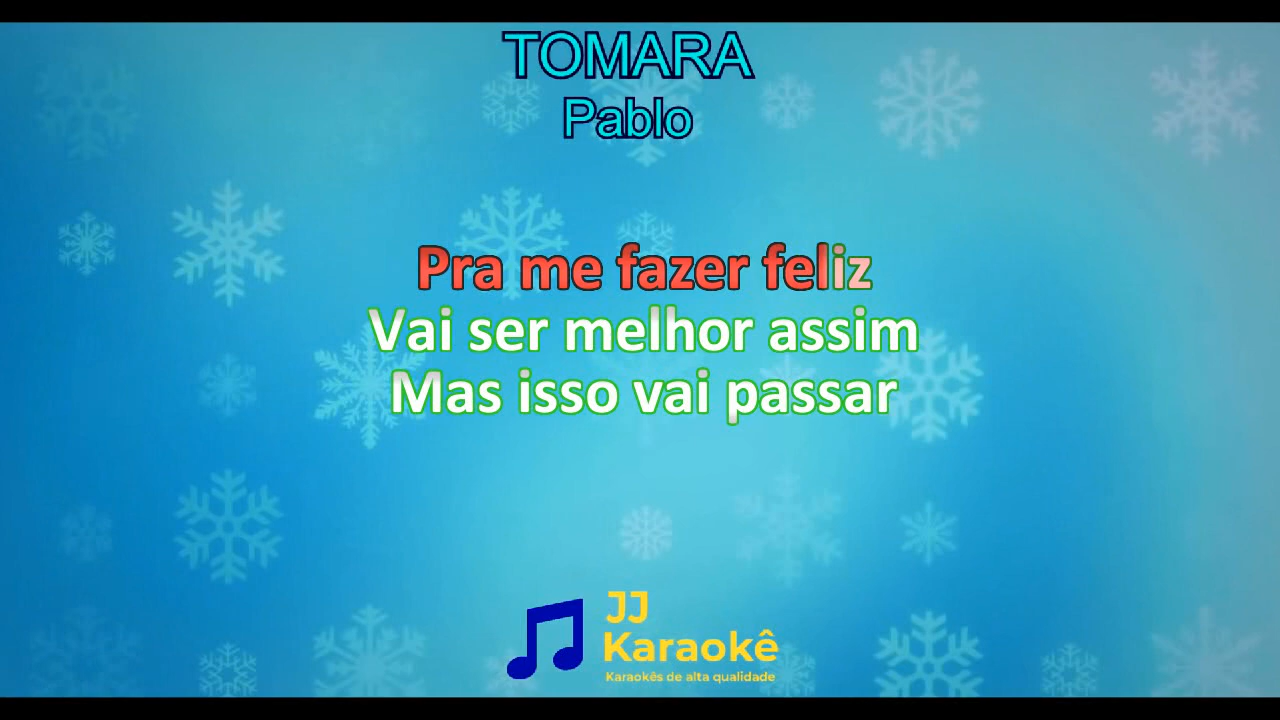 TOMARA
Pablo
Pra me fazer feliz
Vai ser melhor assim
Mas isso vai passar
JJ
Karaokê
Karaokês de alta qualidade